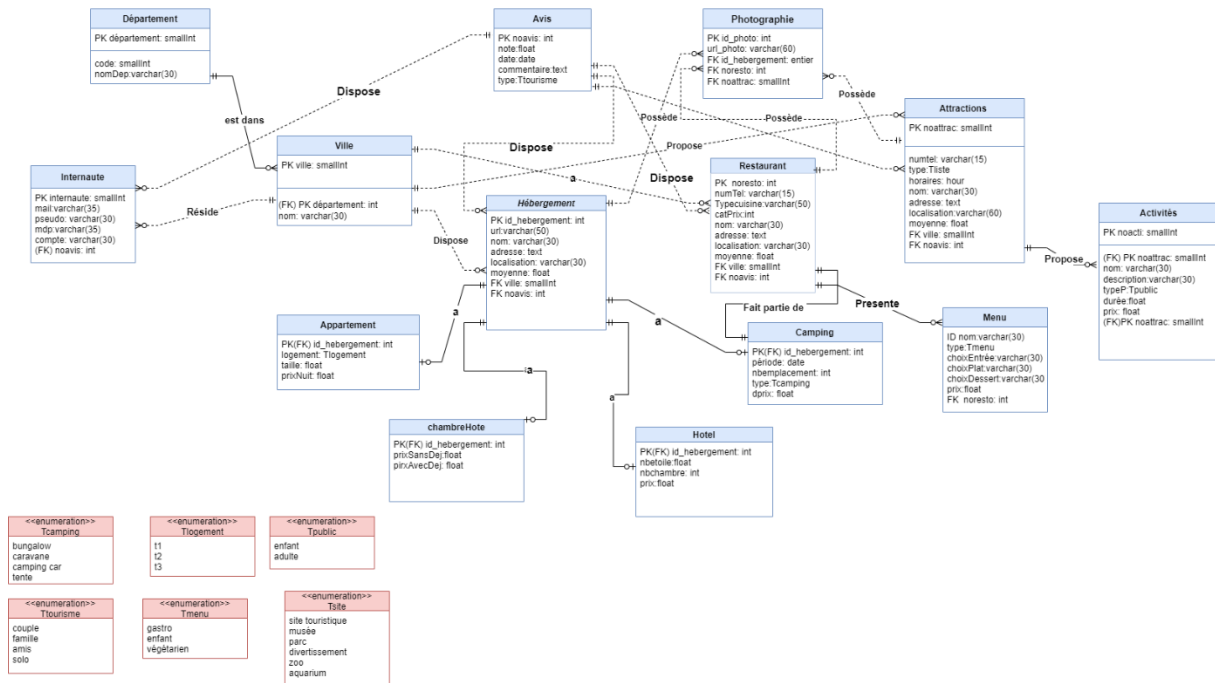 Département
PK département: smallInt
code: smallInt
nomDep:varchar(30)
Avis
PK noavis: int
note:float
date:date
commentaire:text
type:Ttourisme
Photographie
PK id_photo: int
url_photo: varchar(60)
FK id_hebergement: entier
FK noresto: int
FK noattrac: smallInt
Dispose
est dans
Possède
Possède
Possède
Propose
Dispose
Dispose
a
Réside
Dispose
Attractions
PK noattrac: smallInt
numtel: varchar(15)
type:Tliste
horaires: hour
nom: varchar(30)
adresse: text
localisation:varchar(60)
moyenne: float
FK ville: smallInt
FK noavis: int
Ville
PK ville: smallInt
(FK) PK département: int
nom: varchar(30)
Internaute
PK internaute: smallInt
mail:varchar(35)
pseudo: varchar(30)
mdp:varchar(35)
compte: varchar(30)
(FK) noavis: int
Restaurant
PK noresto: int
numTel: varchar(15)
Typecuisine:varchar(50)
catPrix:int
nom: varchar(30)
adresse: text
localisation: varchar(30)
moyenne: float
FK ville: smallInt
FK noavis: int
Hébergement
PK id_hebergement: int
url:varchar(50)
nom: varchar(30)
adresse: text
localisation: varchar(30)
moyenne: float
FK ville: smallInt
FK noavis: int
Activités
PK noacti: smallInt
(FK) PK noattrac: smallInt
nom: varchar(30)
description:varchar(30)
typeP:Tpublic
durée:float
prix: float
(FK)PK noattrac: smallInt
Propose
Fait partie de
Presente
a
a
a
a
Appartement
PK(FK) id_hebergement: int
logement: Tlogement
taille: float
prixNuit: float
Camping
PK(FK) id_hebergement: int
période: date
nbemplacement: int
type:Tcamping
dprix: float
Menu
ID nom:varchar(30)
type:Tmenu
choixEntrée:varchar(30)
choixPlat:varchar(30)
choixDessert:varchar(30
prix:float
FK noresto: int
chambreHote
PK(FK) id_hebergement: int
prixSansDej:float
pirxAvecDej: float
Hotel
PK(FK) id_hebergement: int
nbetoile:float
nbchambre: int
prix:float
<<enumeration>>
Tcamping
bungalow
caravane
camping car
tente
<<enumeration>>
Tlogement
t1
t2
t3
<<enumeration>>
Tpublic
enfant
adulte
<<enumeration>>
Ttourisme
couple
famille
amis
solo
<<enumeration>>
Tmenu
gastro
enfant
végétarien
<<enumeration>>
Tsite
site touristique
musée
parc
divertissement
zoo
aquarium